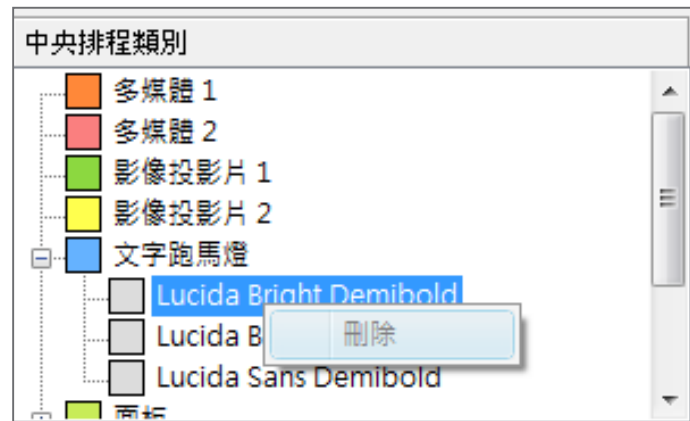 中央排程類別
多媒體 1
多媒體 2
影像投影片 1
影像投影片 2
文字跑馬燈
Lucida Bright Demibold
Lucida B
刪除
Lucida Sans Demibold
面板